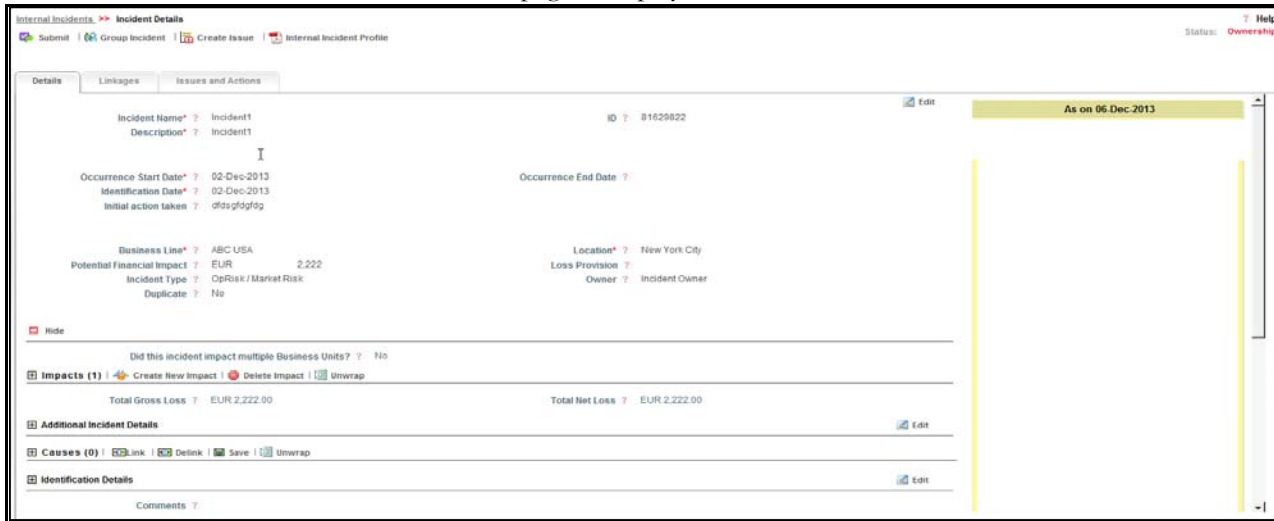 Internal Incidents >> Incident Details
? Help
Submit | Group Incident | Create Issue | Internal Incident Profile
Status: Ownership
Details Linkages Issues and Actions
Edit
As on 06-Dec-2013
Incident Name* ? Incident1 ID ? 81629822
Description* ? Incident1
Occurrence Start Date* ? 02-Dec-2013 Occurrence End Date ?
Identification Date* ? 02-Dec-2013
Initial action taken ? dfdsgfdgfdg
Business Line* ? ABC USA Location* ? New York City
Potential Financial Impact ? EUR 2,222 Loss Provision ?
Incident Type ? OpRisk / Market Risk Owner ? Incident Owner
Duplicate ? No
Hide
Did this incident impact multiple Business Units? ? No
Impacts (1) | Create New Impact | Delete Impact | Unwrap
Total Gross Loss ? EUR 2,222.00 Total Net Loss ? EUR 2,222.00
Additional Incident Details Edit
Causes (0) | Link | Delink | Save | Unwrap
Identification Details Edit
Comments ?